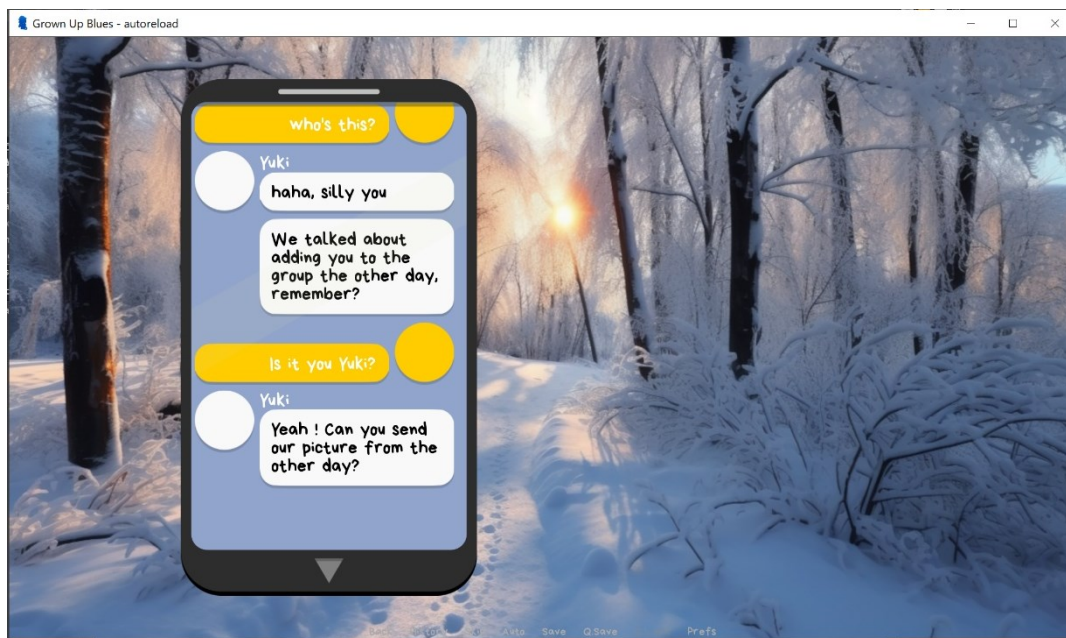 Grown Up Blues - autoreload
who's this?
Yuki
haha, silly you
We talked about
adding you to the
group the other day,
remember?
Is it you Yuki?
Yuki
Yeah ! Can you send
our picture from the
other day?
Back Auto Save Q.Save Prefs